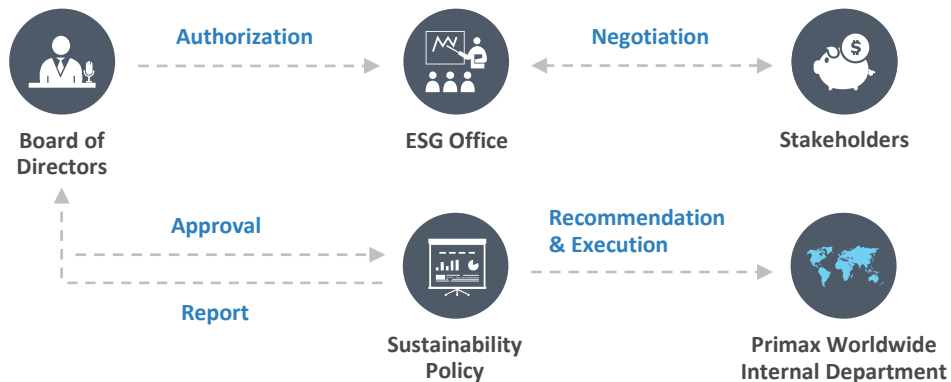 Authorization
Negotiation
Board of
Directors
ESG Office
Stakeholders
Approval
Recommendation
& Execution
Report
Sustainability
Policy
Primax Worldwide
Internal Department